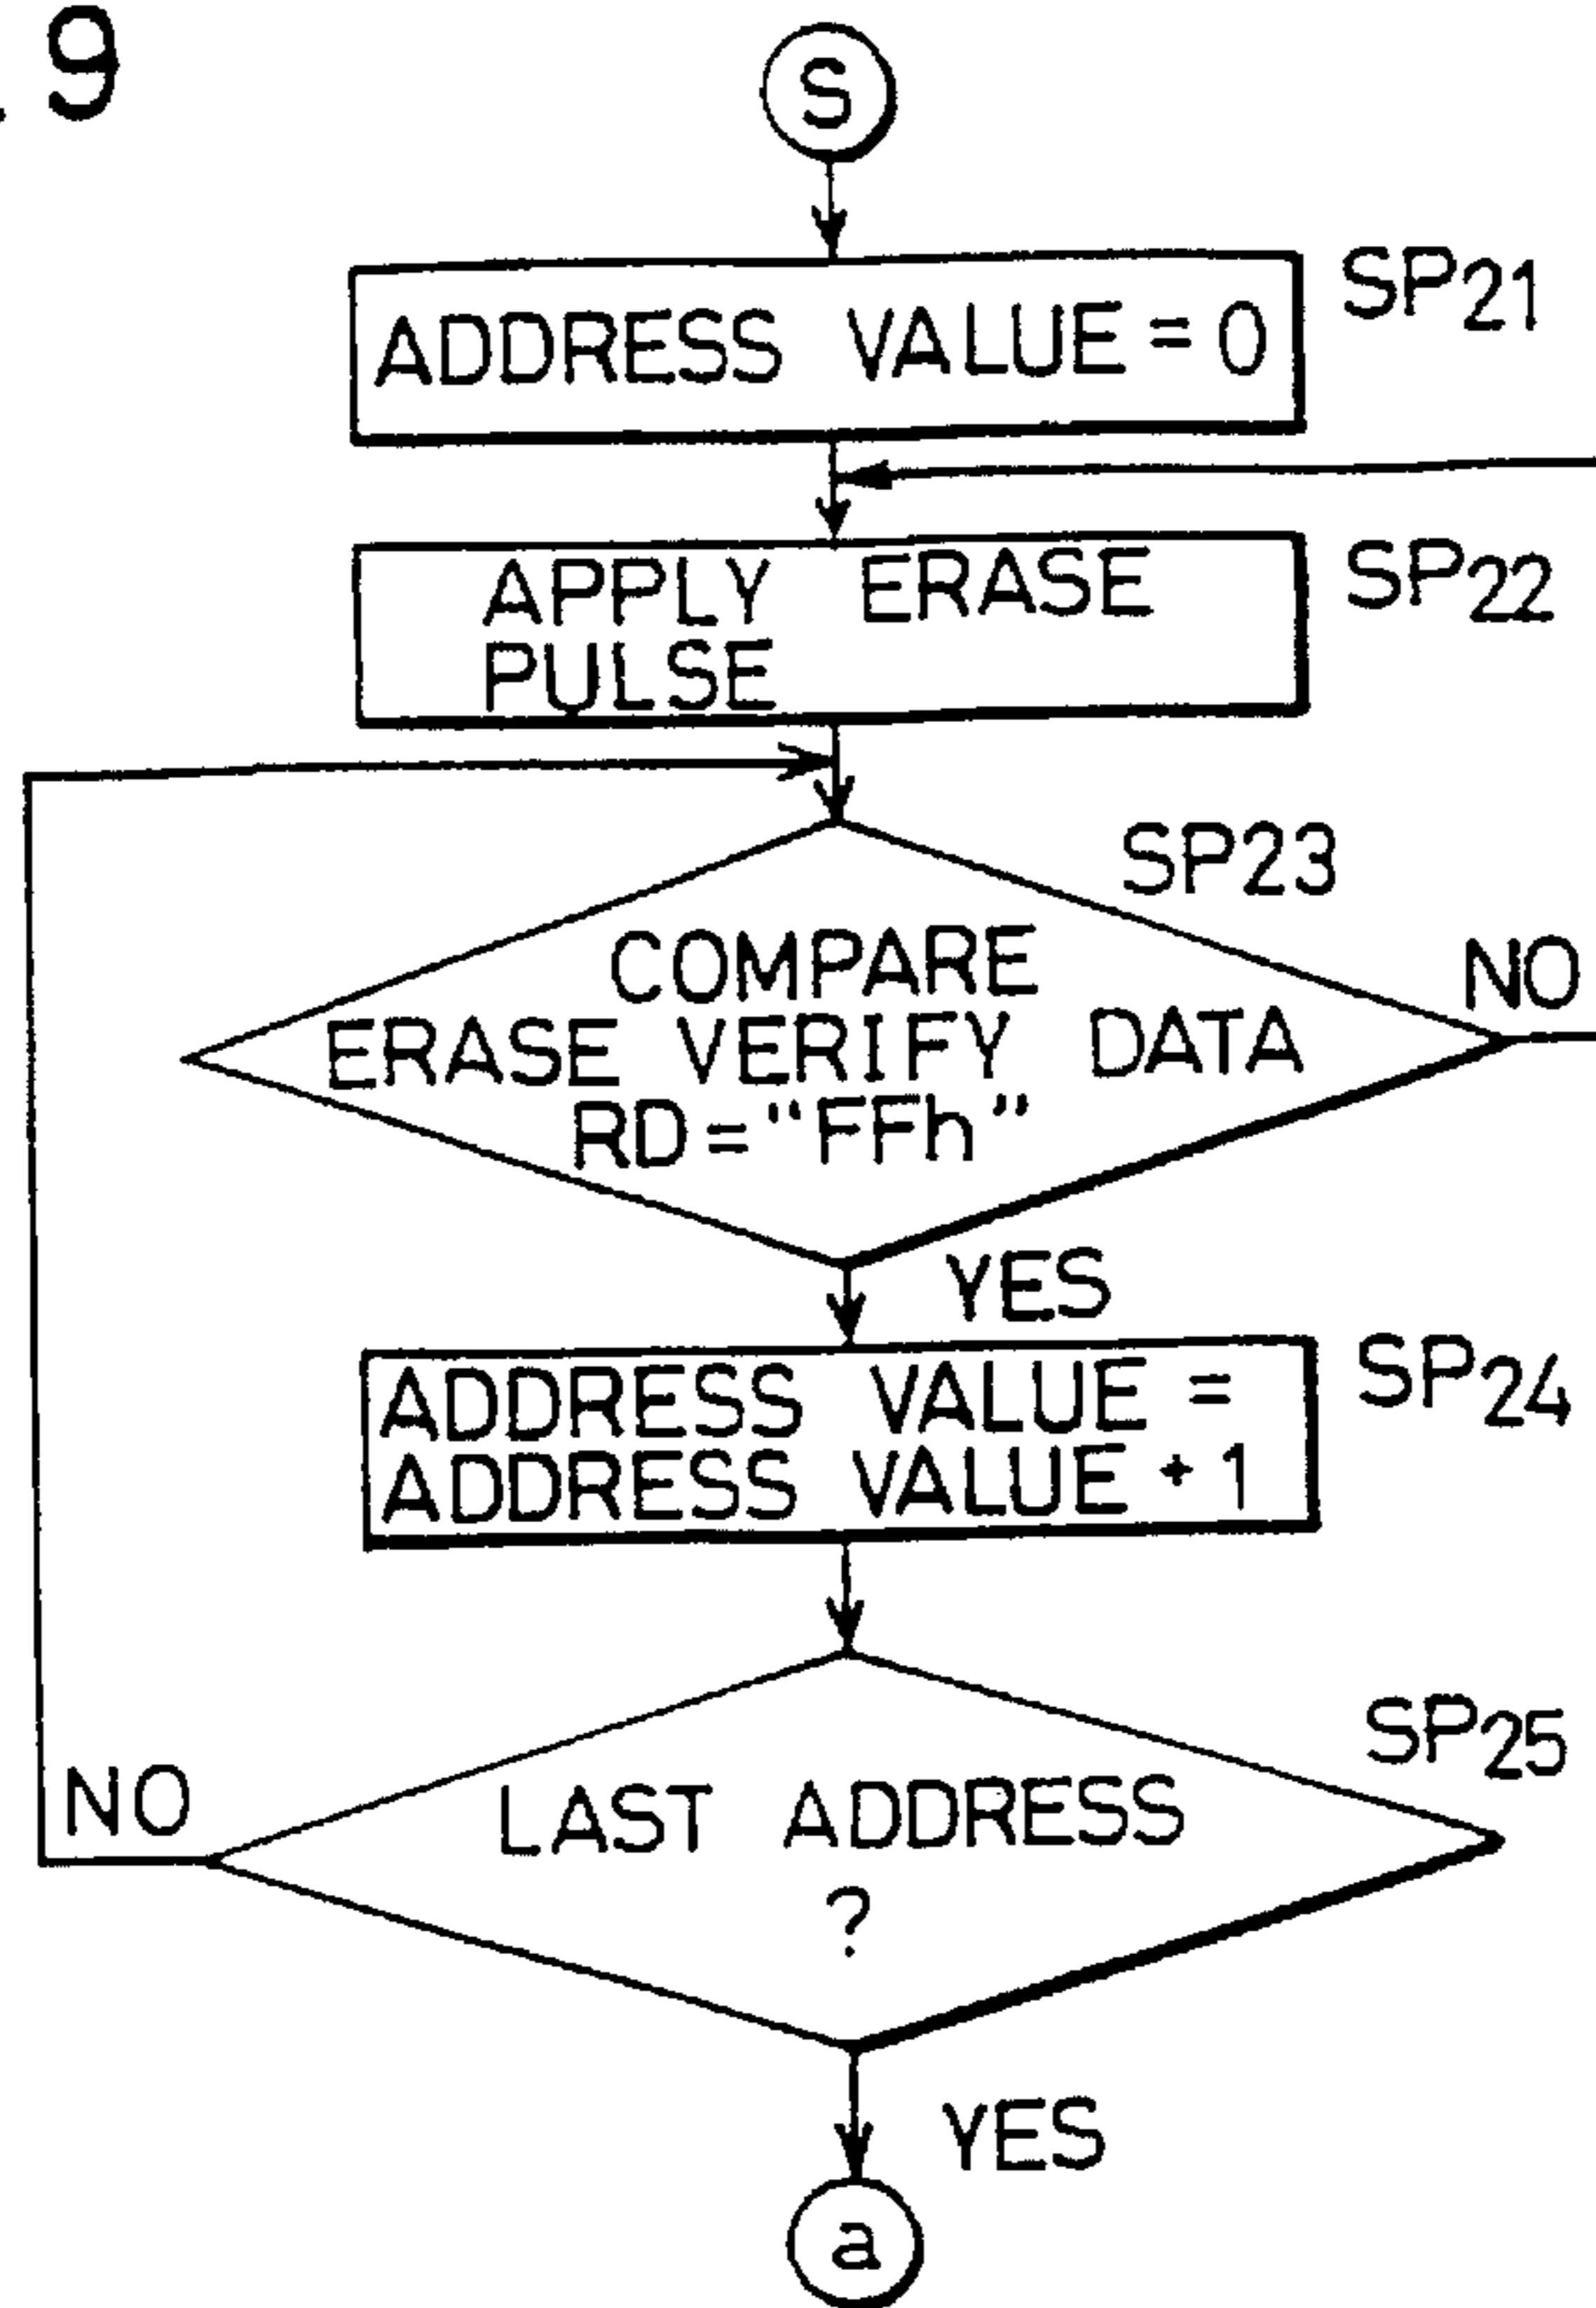 9
S
ADDRESS VALUE = 0
SP21
APPLY ERASE
PULSE
SP22
SP23
COMPARE
ERASE VERIFY DATA
RD = "FFh"
NO
YES
ADDRESS VALUE =
ADDRESS VALUE + 1
SP24
SP25
NO
LAST ADDRESS
?
YES
a